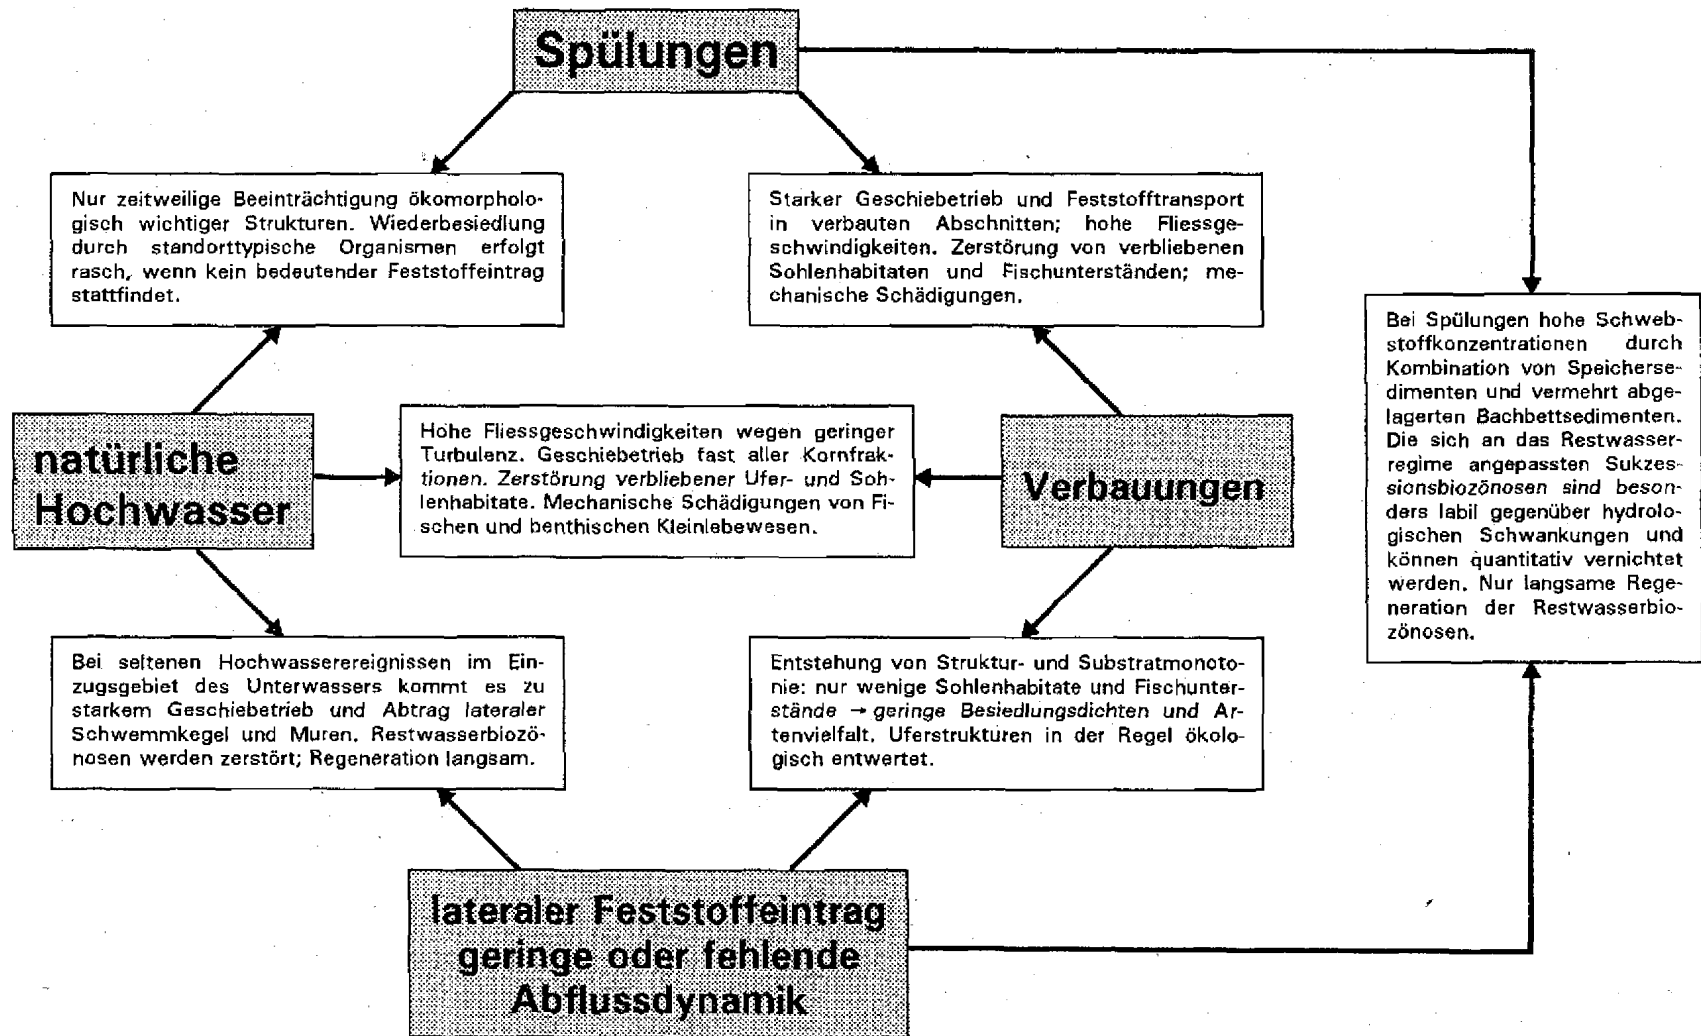 Spülungen
Nur zeitweilige Beeinträchtigung ökomorpholo-
gisch wichtiger Strukturen. Wiederbesiedlung
durch standorttypische Organismen erfolgt
rasch, wenn kein bedeutender Feststoffeintrag
stattfindet.
Starker Geschiebetrieb und Feststofftransport
in verbauten Abschnitten; hohe Fliessge-
schwindigkeiten. Zerstörung von verbliebenen
Sohlenhabitaten und Fischunterständen; me-
chanische Schädigungen.
Bei Spülungen hohe Schweb-
stoffkonzentrationen durch
Kombination von Speicherse-
dimenten und vermehrt abge-
lagerten Bachbettsedimenten.
Die sich an das Restwasser-
regime angepassten Sukzes-
sionsbiozönosen sind beson-
ders labil gegenüber hydrolo-
gischen Schwankungen und
können quantitativ vernichtet
werden. Nur langsame Rege-
neration der Restwasserbio-
zönosen.
natürliche
Hochwasser
Hohe Fliessgeschwindigkeiten wegen geringer
Turbulenz. Geschiebetrieb fast aller Kornfrak-
tionen. Zerstörung verbliebener Ufer- und Soh-
lenhabitate. Mechanische Schädigungen von Fi-
schen und benthischen Kleinlebewesen.
Verbauungen
Bei seltenen Hochwasserereignissen im Ein-
zugsgebiet des Unterwassers kommt es zu
starkem Geschiebetrieb und Abtrag lateraler
Schwemmkegel und Muren. Restwasserbiozö-
nosen werden zerstört; Regeneration langsam.
Entstehung von Struktur- und Substratmonoto-
nie: nur wenige Sohlenhabitate und Fischunter-
stände → geringe Besiedlungsdichten und Ar-
tenvielfalt. Uferstrukturen in der Regel ökolo-
gisch entwertet.
lateraler Feststoffeintrag
geringe oder fehlende
Abflussdynamik